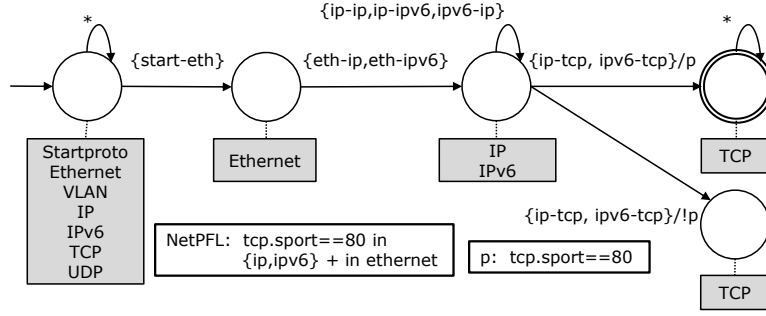 {ip-ip,ip-ipv6,ipv6-ip}
*
*
{start-eth}
{eth-ip,eth-ipv6}
{ip-tcp, ipv6-tcp}/p
Startproto
Ethernet
VLAN
IP
IPv6
TCP
UDP
Ethernet
IP
IPv6
TCP
{ip-tcp, ipv6-tcp}/!p
NetPFL: tcp.sport==80 in
{ip,ipv6} + in ethernet
p: tcp.sport==80
TCP